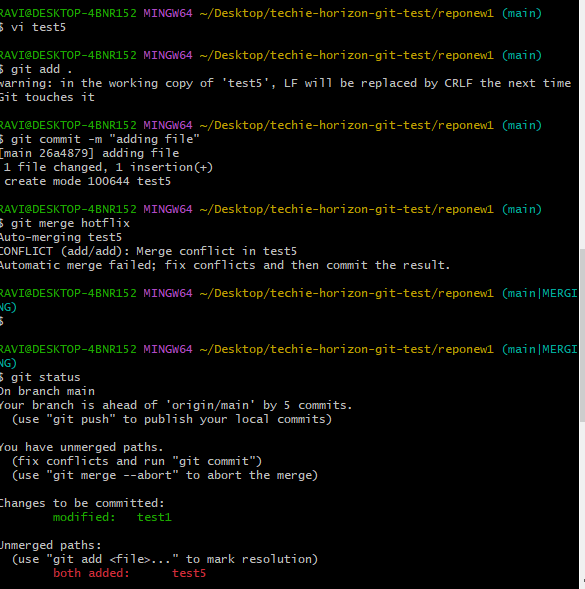 RAVI@DESKTOP-4BNR152 MINGW64 ~/Desktop/techie-horizon-git-test/reponew1 (main)
$ vi test5

RAVI@DESKTOP-4BNR152 MINGW64 ~/Desktop/techie-horizon-git-test/reponew1 (main)
$ git add .
warning: in the working copy of 'test5', LF will be replaced by CRLF the next time
Git touches it

RAVI@DESKTOP-4BNR152 MINGW64 ~/Desktop/techie-horizon-git-test/reponew1 (main)
$ git commit -m "adding file"
[main 26a4879] adding file
 1 file changed, 1 insertion(+)
 create mode 100644 test5

RAVI@DESKTOP-4BNR152 MINGW64 ~/Desktop/techie-horizon-git-test/reponew1 (main)
$ git merge hotflix
Auto-merging test5
CONFLICT (add/add): Merge conflict in test5
Automatic merge failed; fix conflicts and then commit the result.

RAVI@DESKTOP-4BNR152 MINGW64 ~/Desktop/techie-horizon-git-test/reponew1 (main|MERGI
NG)
$

RAVI@DESKTOP-4BNR152 MINGW64 ~/Desktop/techie-horizon-git-test/reponew1 (main|MERGI
NG)
$ git status
On branch main
Your branch is ahead of 'origin/main' by 5 commits.
  (use "git push" to publish your local commits)

You have unmerged paths.
  (fix conflicts and run "git commit")
  (use "git merge --abort" to abort the merge)

Changes to be committed:
        modified:   test1

Unmerged paths:
  (use "git add <file>..." to mark resolution)
        both added:      test5